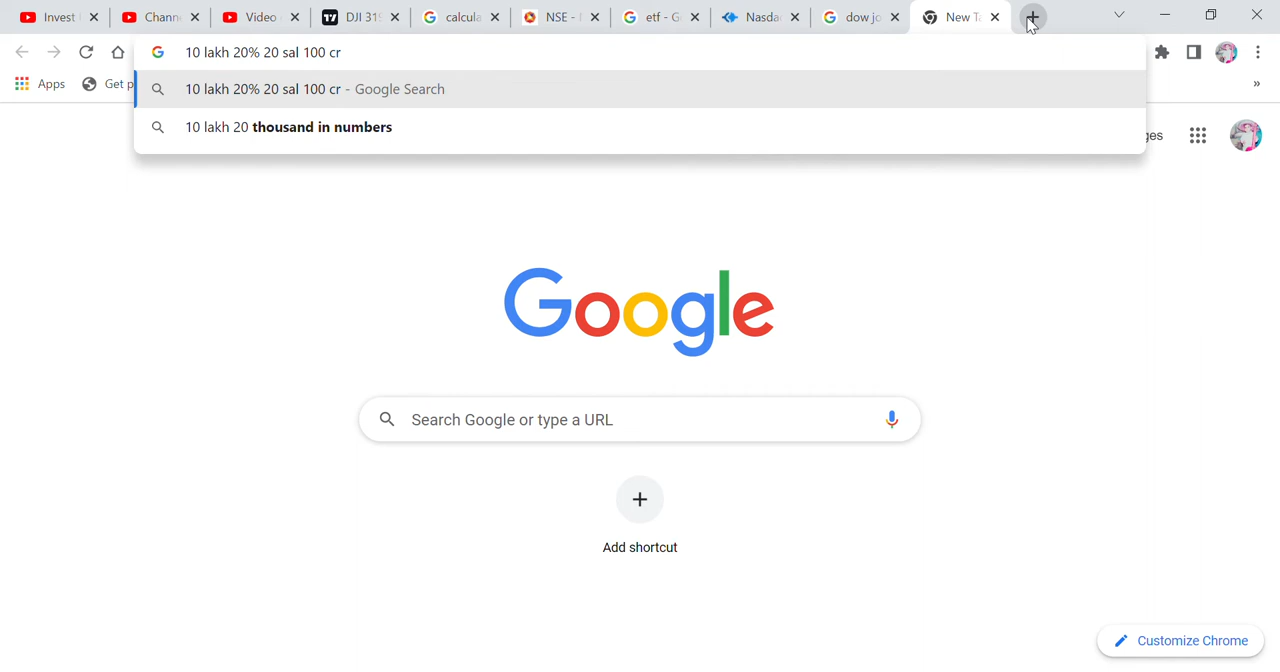 Invest
Chann
Video
DJI 319
calcula
NSE -
etf - G
Nasda
dow jo
New Ta
10 lakh 20% 20 sal 100 cr
Apps
Get p
10 lakh 20% 20 sal 100 cr - Google Search
10 lakh 20 thousand in numbers
ges
Google
Search Google or type a URL
Add shortcut
Customize Chrome